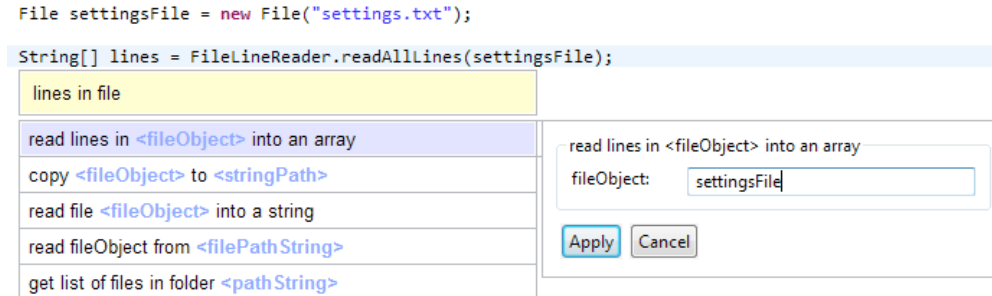 File settingsFile = new File("settings.txt");
String[] lines = FileLineReader.readAllLines(settingsFile);
lines in file
read lines in <fileObject> into an array
copy <fileObject> to <stringPath>
read file <fileObject> into a string
read fileObject from <filePathString>
get list of files in folder <pathString>
read lines in <fileObject> into an array
fileObject: settingsFile
Apply Cancel